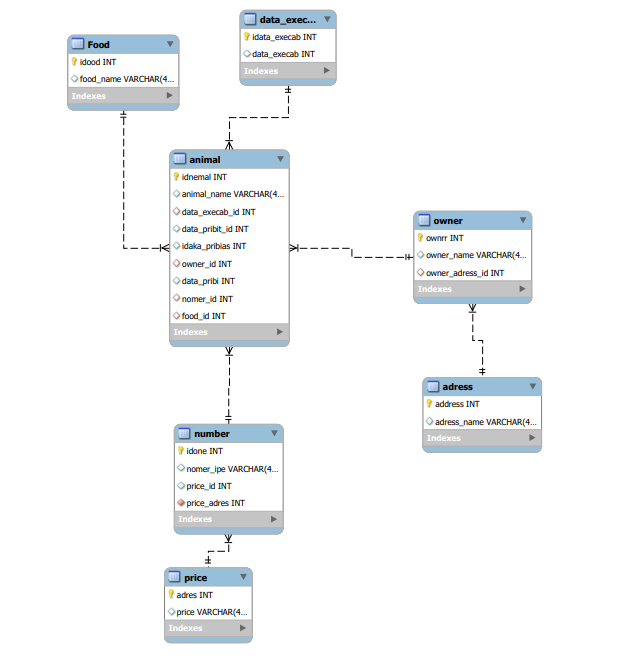 data_exec...
idata_execab INT
data_execab INT
Indexes
Food
idood INT
food_name VARCHAR(4...
Indexes
animal
idnemal INT
animal_name VARCHAR(4...
data_execab_id INT
data_pribit_id INT
idaka_pribias INT
owner_id INT
data_pribi INT
nomer_id INT
food_id INT
Indexes
owner
ownrr INT
owner_name VARCHAR(4...
owner_adress_id INT
Indexes
adress
address INT
adress_name VARCHAR(4...
Indexes
number
idone INT
nomer_ipe VARCHAR(4...
price_id INT
price_adres INT
Indexes
price
adres INT
price VARCHAR(4...
Indexes